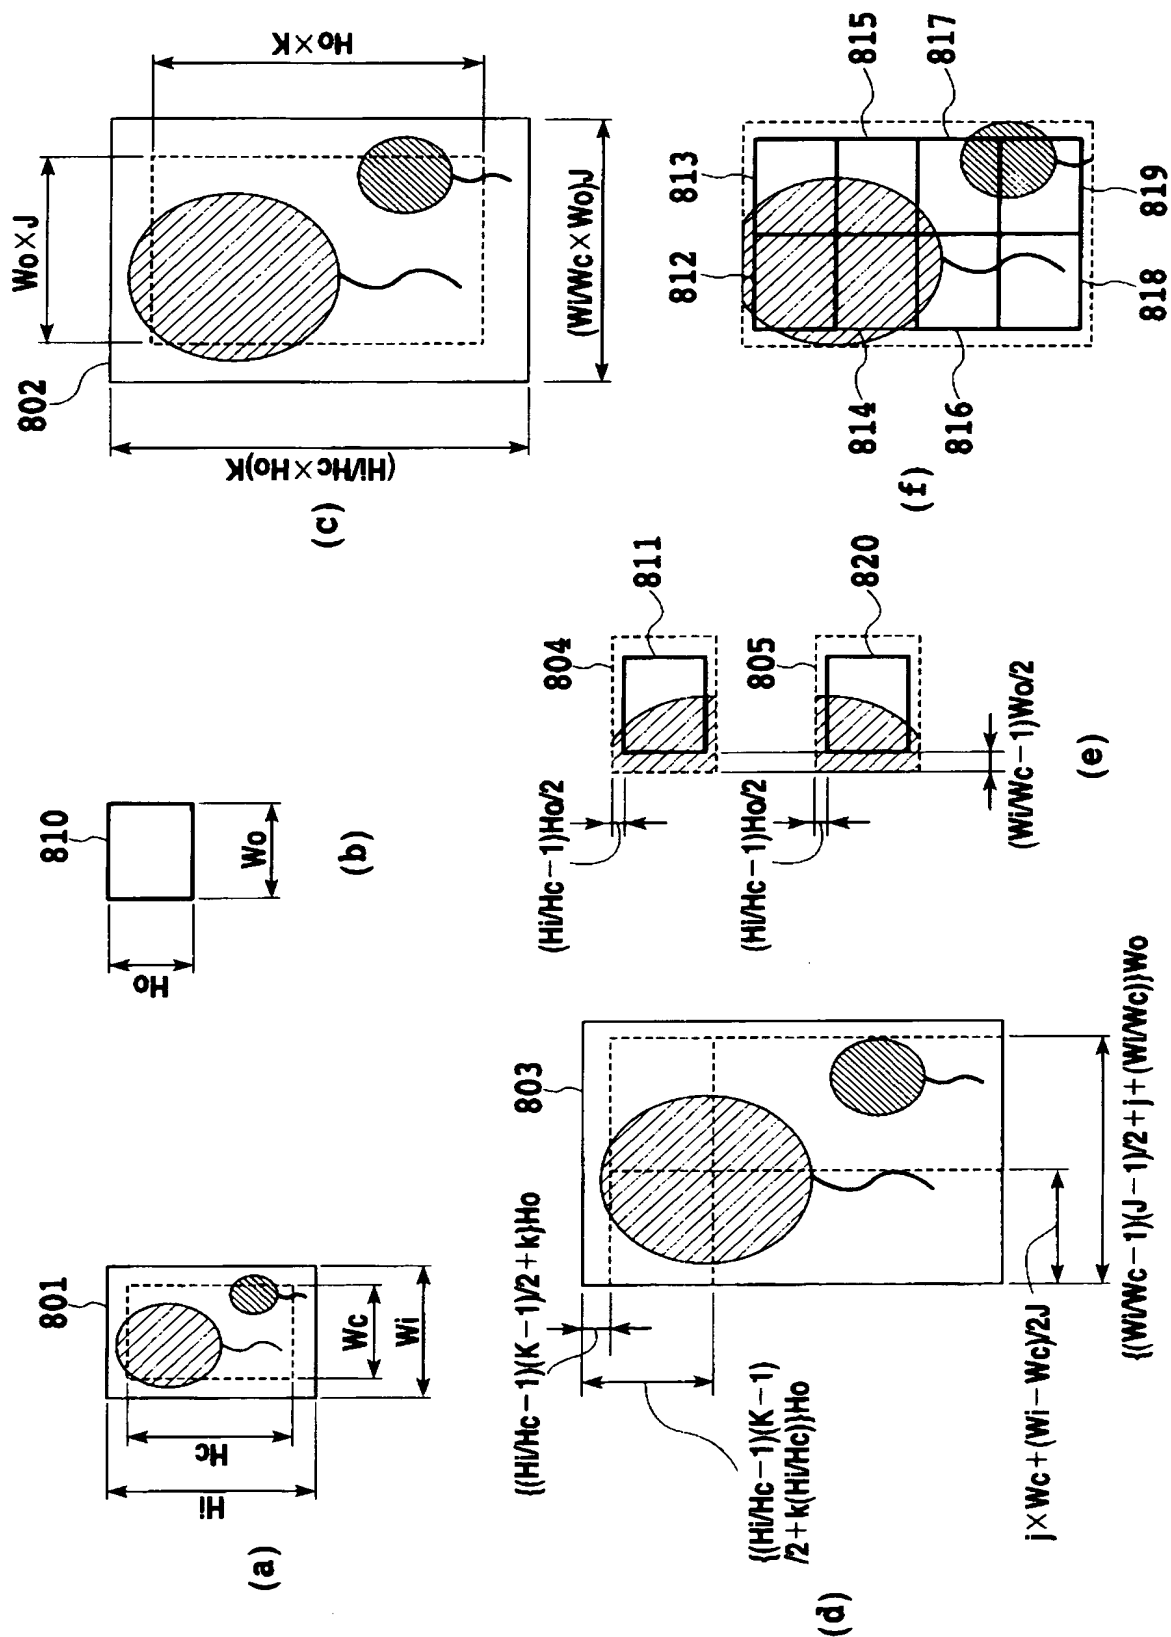 (a)
801
Hi
Hc
Wc
Wi
(b)
810
Ho
Wo
(c)
802
Wo×J
Ho×K
(Hi/Hc×Ho)K
(Wi/Wc×Wo)J
(d)
803
{(Hi/Hc−1)(K−1)/2+k}Ho
{(Hi/Hc−1)(K−1)
/2+k(Hi/Hc)}Ho
j×Wc+(Wi−Wc)/2J
{(Wi/Wc−1)(J−1)/2+j+(Wi/Wc)}Wo
(e)
804
811
(Hi/Hc−1)Ho/2
805
820
(Hi/Hc−1)Ho/2
(Wi/Wc−1)Wo/2
(f)
812
813
814
815
816
817
818
819